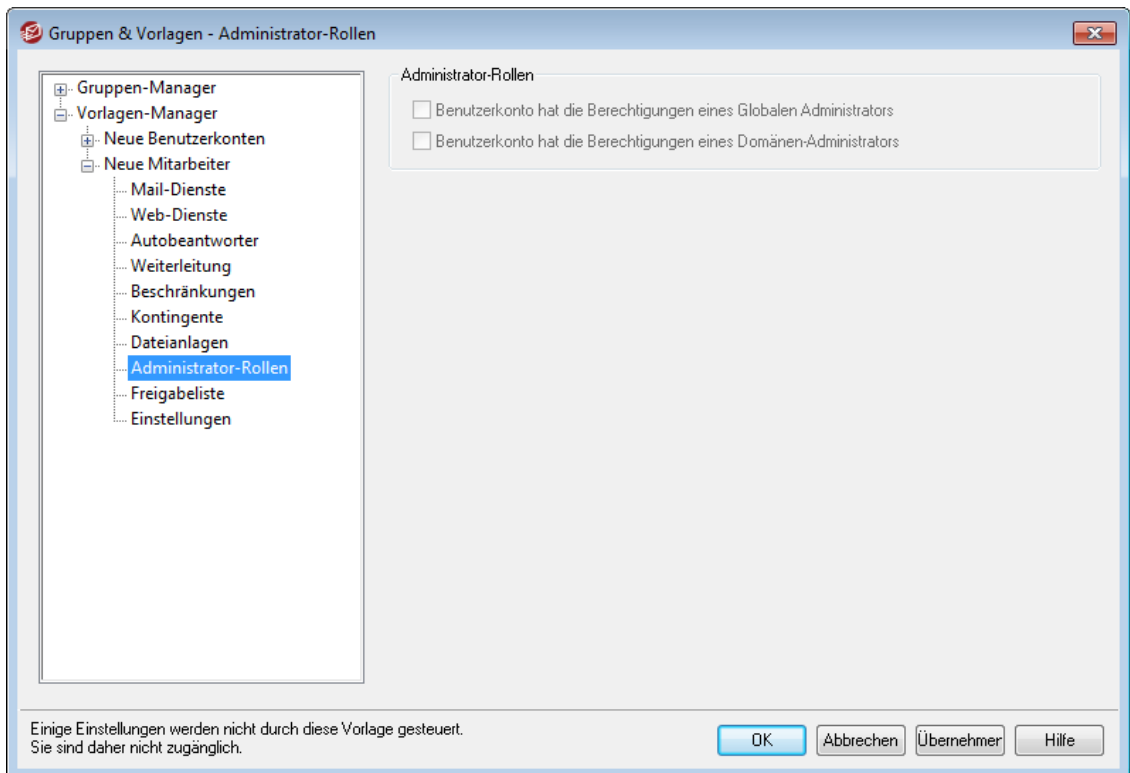 Gruppen & Vorlagen - Administrator-Rollen
Gruppen-Manager
Vorlagen-Manager
Neue Benutzerkonten
Neue Mitarbeiter
Mail-Dienste
Web-Dienste
Autobeantworter
Weiterleitung
Beschränkungen
Kontingente
Dateianlagen
Administrator-Rollen
Freigabeliste
Einstellungen
Administrator-Rollen
Benutzerkonto hat die Berechtigungen eines Globalen Administrators
Benutzerkonto hat die Berechtigungen eines Domänen-Administrators
Einige Einstellungen werden nicht durch diese Vorlage gesteuert.
Sie sind daher nicht zugänglich.
OK
Abbrechen
Übernehmer
Hilfe